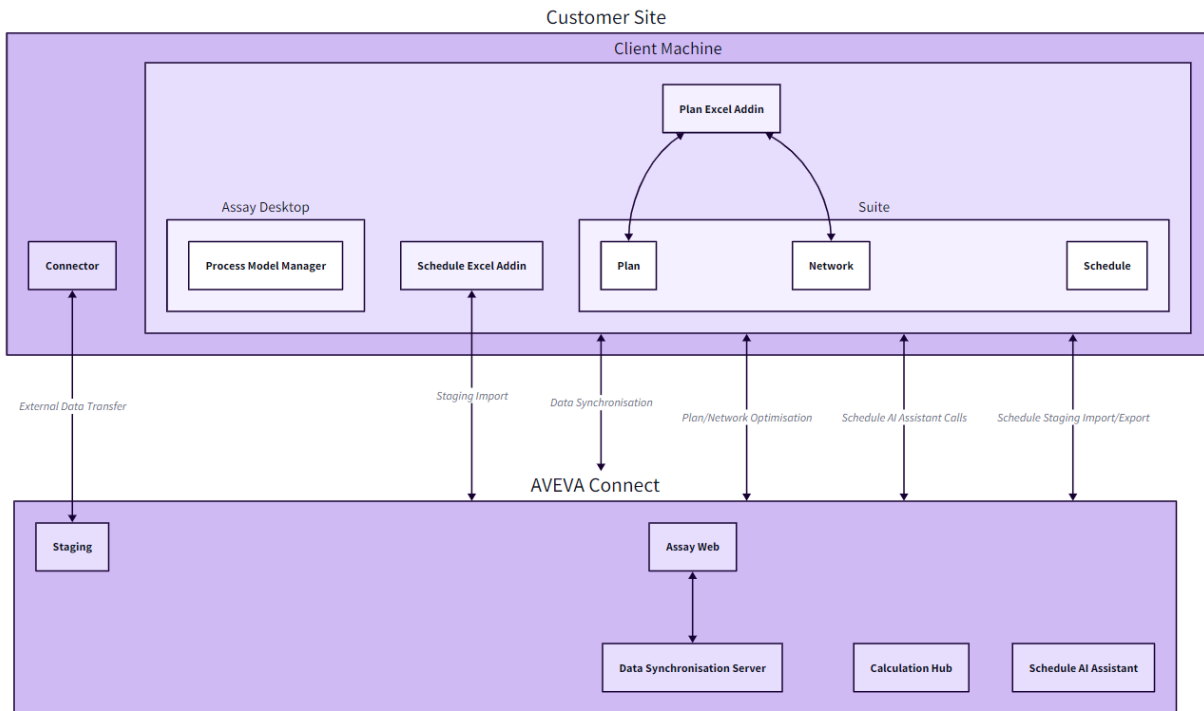 Customer Site
Client Machine
Plan Excel Addin
Assay Desktop
Suite
Connector
Process Model Manager
Schedule Excel Addin
Plan
Network
Schedule
External Data Transfer
Staging Import
Data Synchronisation
Plan/Network Optimisation
Schedule AI Assistant Calls
Schedule Staging Import/Export
AVEVA Connect
Staging
Assay Web
Data Synchronisation Server
Calculation Hub
Schedule AI Assistant